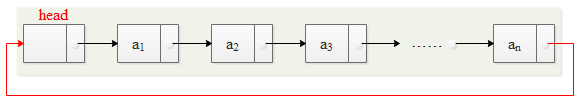 head
a1 a2 a3 ...... an